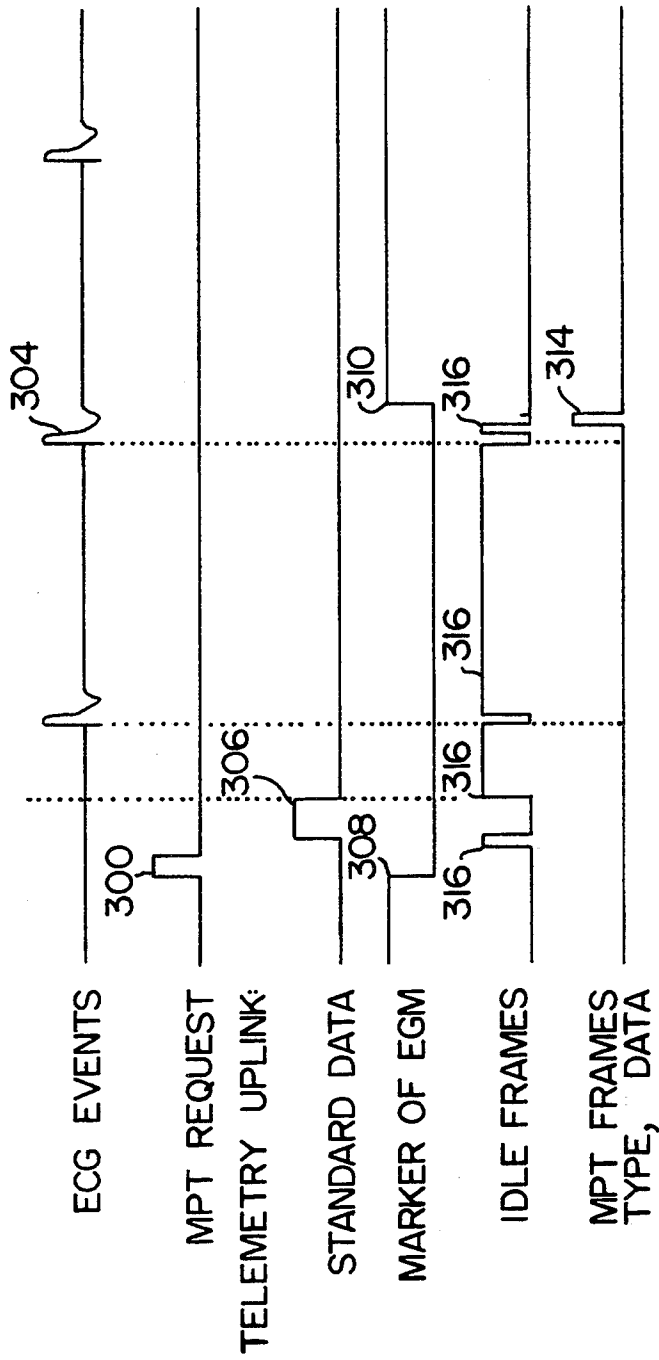 ECG EVENTS
304
MPT REQUEST
300
TELEMETRY UPLINK:
STANDARD DATA
306
MARKER OF EGM
308
310
IDLE FRAMES
316
316
316
316
MPT FRAMES
TYPE, DATA
314